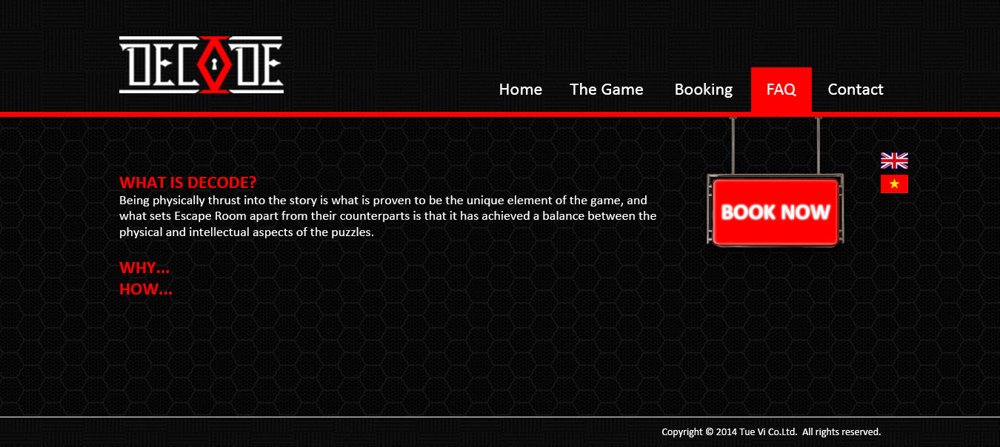 DECODE
Home The Game Booking FAQ Contact
WHAT IS DECODE?
Being physically thrust into the story is what is proven to be the unique element of the game, and
what sets Escape Room apart from their counterparts is that it has achieved a balance between the
physical and intellectual aspects of the puzzles.
BOOK NOW
WHY...
HOW...
Copyright © 2014 Tue Vi Co.Ltd. All rights reserved.